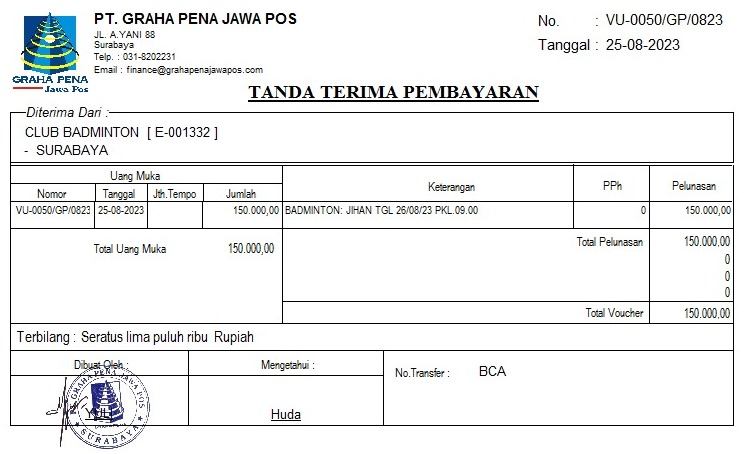 PT. GRAHA PENA JAWA POS
JL. A.YANI 88
Surabaya
Telp. : 031-8202231
Email : finance@grahapenajawapos.com
GRAHA PENA
Jawa Pos
No. : VU-0050/GP/0823
Tanggal : 25-08-2023
TANDA TERIMA PEMBAYARAN
Diterima Dari :
CLUB BADMINTON [ E-001332 ]
- SURABAYA
Uang Muka
Nomor Tanggal Jth.Tempo Jumlah Keterangan PPh Pelunasan
VU-0050/GP/0823 25-08-2023 150.000,00 BADMINTON: JIHAN TGL 26/08/23 PKL.09.00 0 150.000,00
Total Uang Muka 150.000,00 Total Pelunasan 150.000,00
0
0
0
Total Voucher 150.000,00
Terbilang : Seratus lima puluh ribu Rupiah
Dibuat Oleh : Mengetahui : No.Transfer : BCA
PT. GRAHA PENA JAWA POS
SURABAYA
Huda